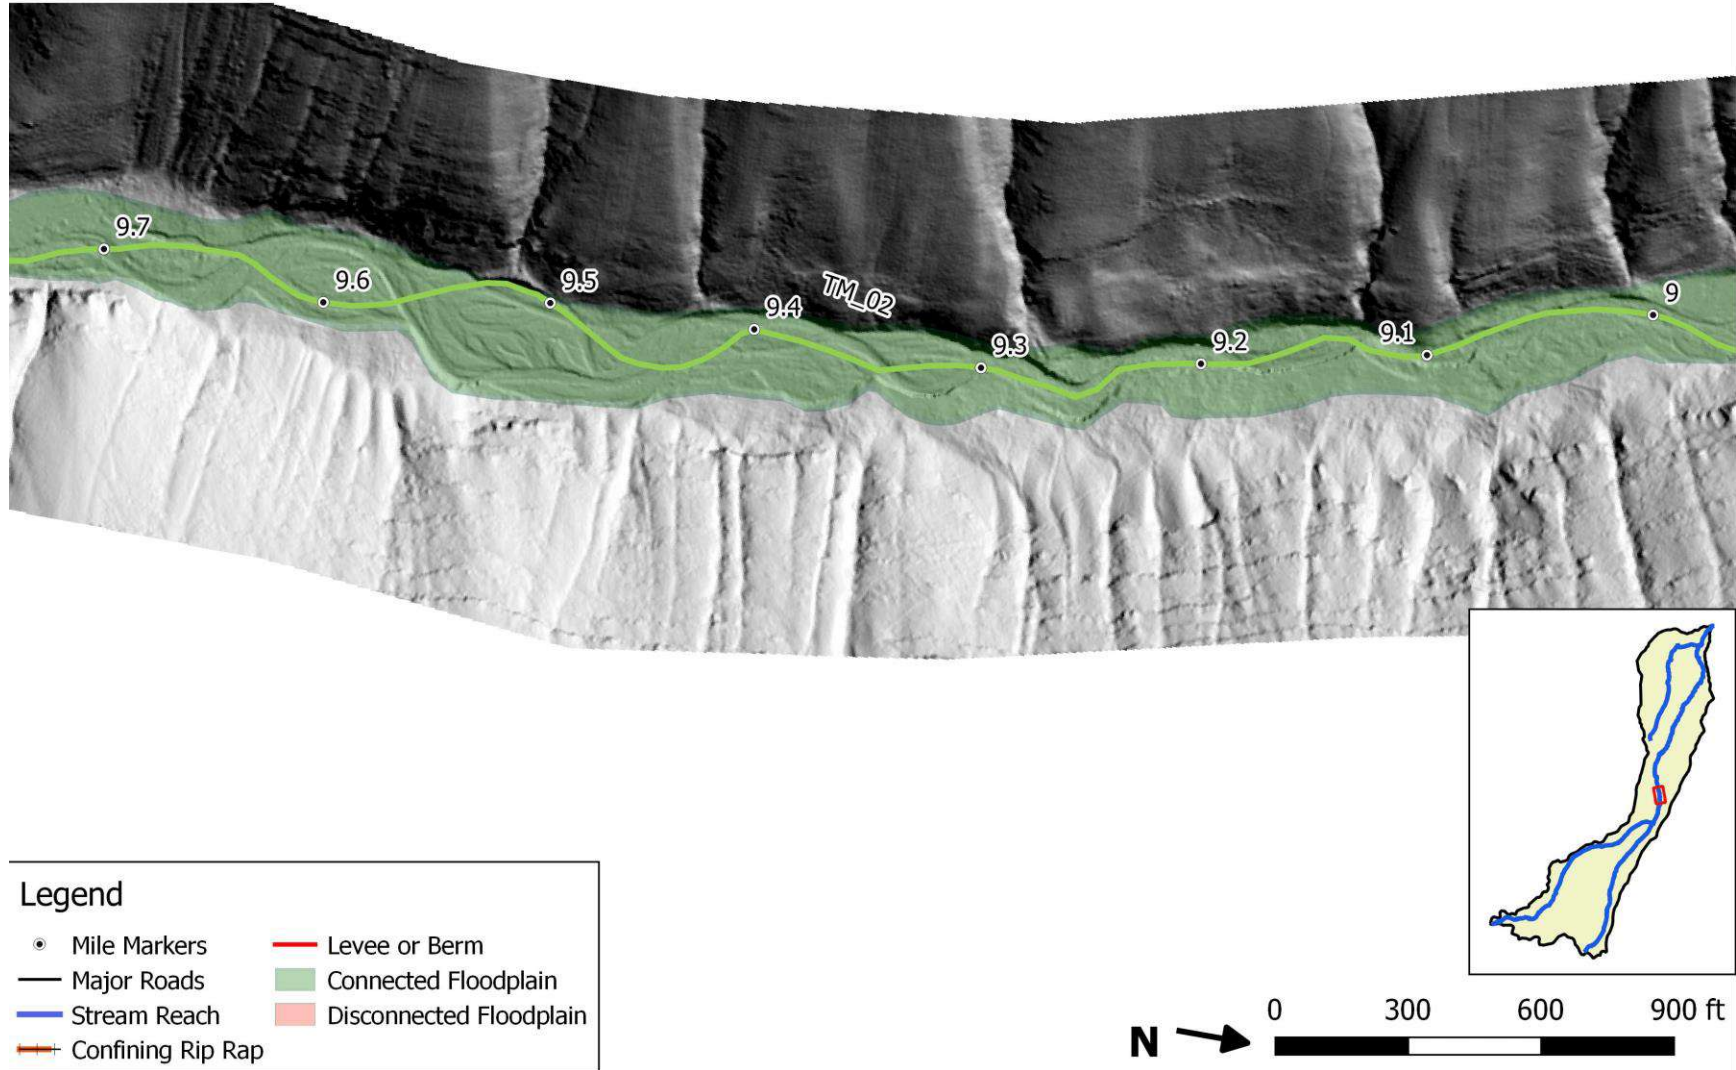 9.7
9.6
9.5
9.4
TM_02
9.3
9.2
9.1
9
Legend
Mile Markers
Major Roads
Stream Reach
Confining Rip Rap
Levee or Berm
Connected Floodplain
Disconnected Floodplain
N
0 300 600 900 ft